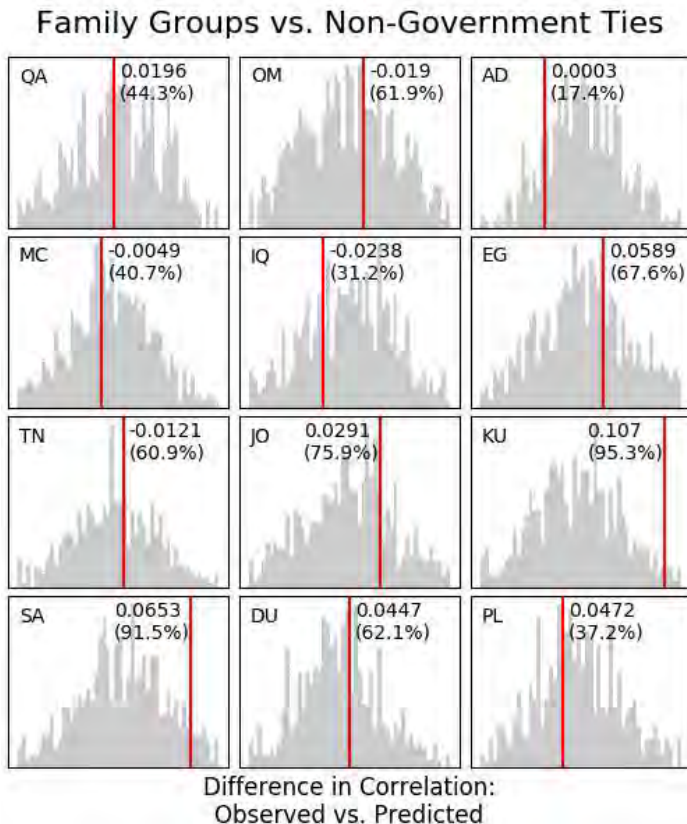 Family Groups vs. Non-Government Ties
QA 0.0196
(44.3%)
OM -0.019
(61.9%)
AD 0.0003
(17.4%)
MC -0.0049
(40.7%)
IQ -0.0238
(31.2%)
EG 0.0589
(67.6%)
TN -0.0121
(60.9%)
JO 0.0291
(75.9%)
KU 0.107
(95.3%)
SA 0.0653
(91.5%)
DU 0.0447
(62.1%)
PL 0.0472
(37.2%)
Difference in Correlation:
Observed vs. Predicted